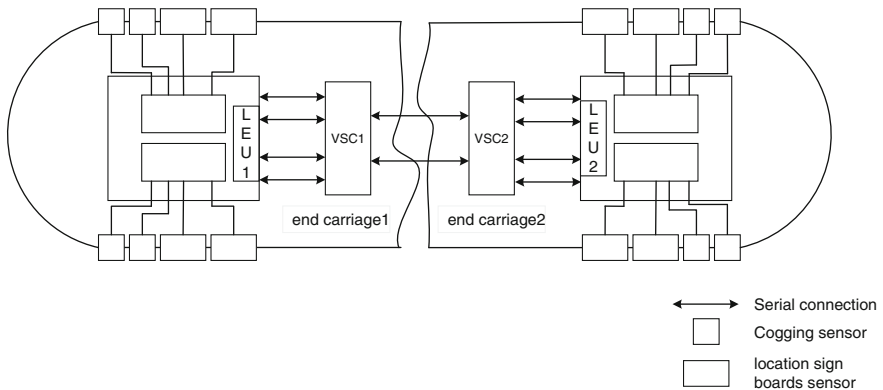 L
E
U
1
VSC1
VSC2
L
E
U
2
end carriage1
end carriage2
Serial connection
Cogging sensor
location sign
boards sensor